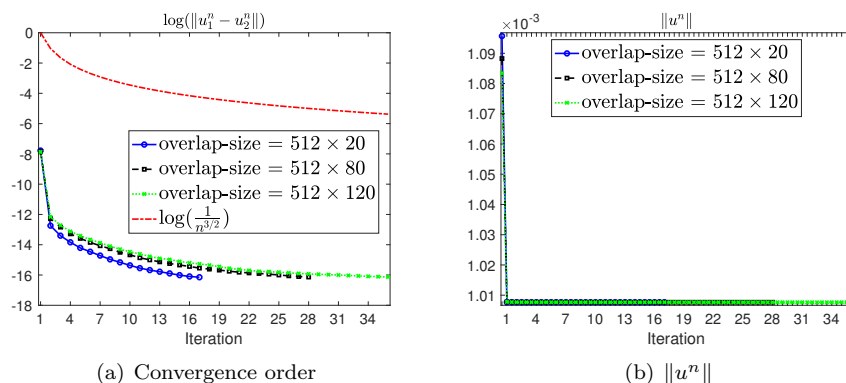 log(‖u₁ⁿ − u₂ⁿ‖)
0
-2
-4
-6
-8
-10
-12
-14
-16
-18
overlap-size = 512 × 20
overlap-size = 512 × 80
overlap-size = 512 × 120
log(1/n^{3/2})
1 4 7 10 13 16 19 22 25 28 31 34
Iteration
(a) Convergence order
‖uⁿ‖
×10⁻³
1.09
1.08
1.07
1.06
1.05
1.04
1.03
1.02
1.01
overlap-size = 512 × 20
overlap-size = 512 × 80
overlap-size = 512 × 120
1 4 7 10 13 16 19 22 25 28 31 34
Iteration
(b) ‖uⁿ‖